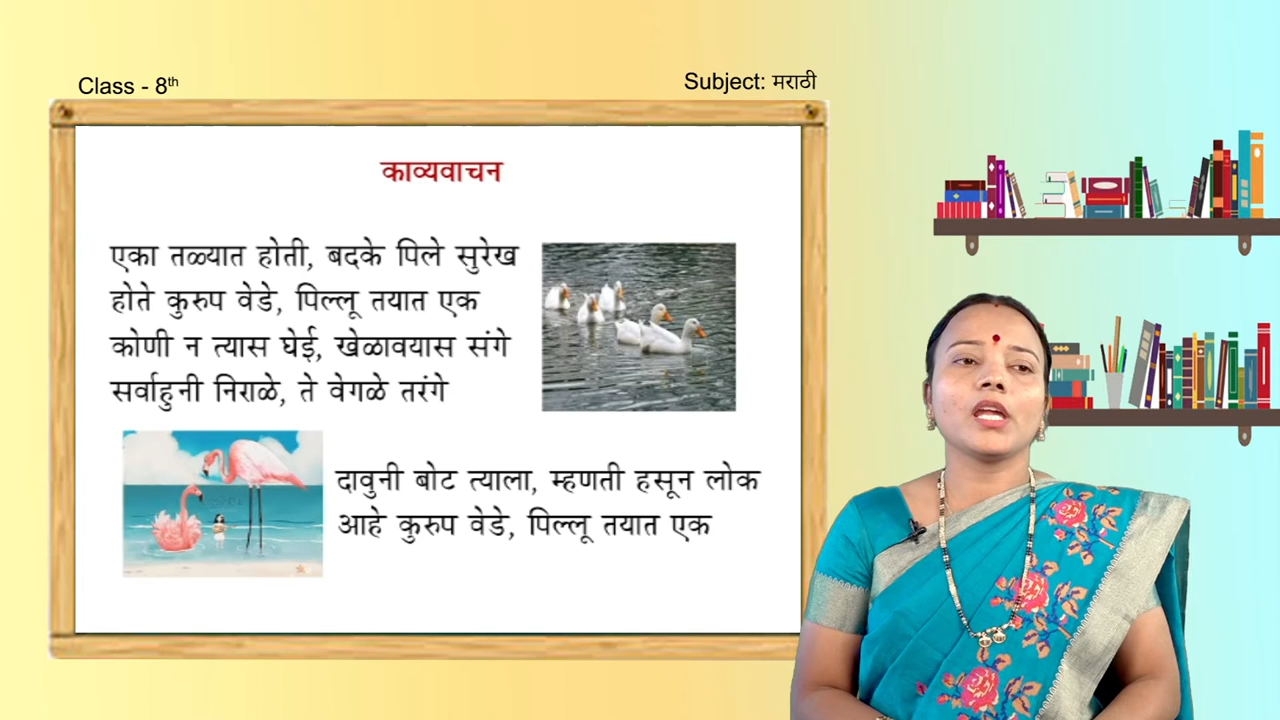 Class - 8th
Subject: मराठी
काव्यवाचन
एका तळ्यात होती, बदके पिले सुरेख
होते कुरुप वेडे, पिल्लू तयात एक
कोणी न त्यास घेई, खेळावयास संगे
सर्वाहुनी निराळे, ते वेगळे तरंगे
दावुनी बोट त्याला, म्हणती हसून लोक
आहे कुरुप वेडे, पिल्लू तयात एक